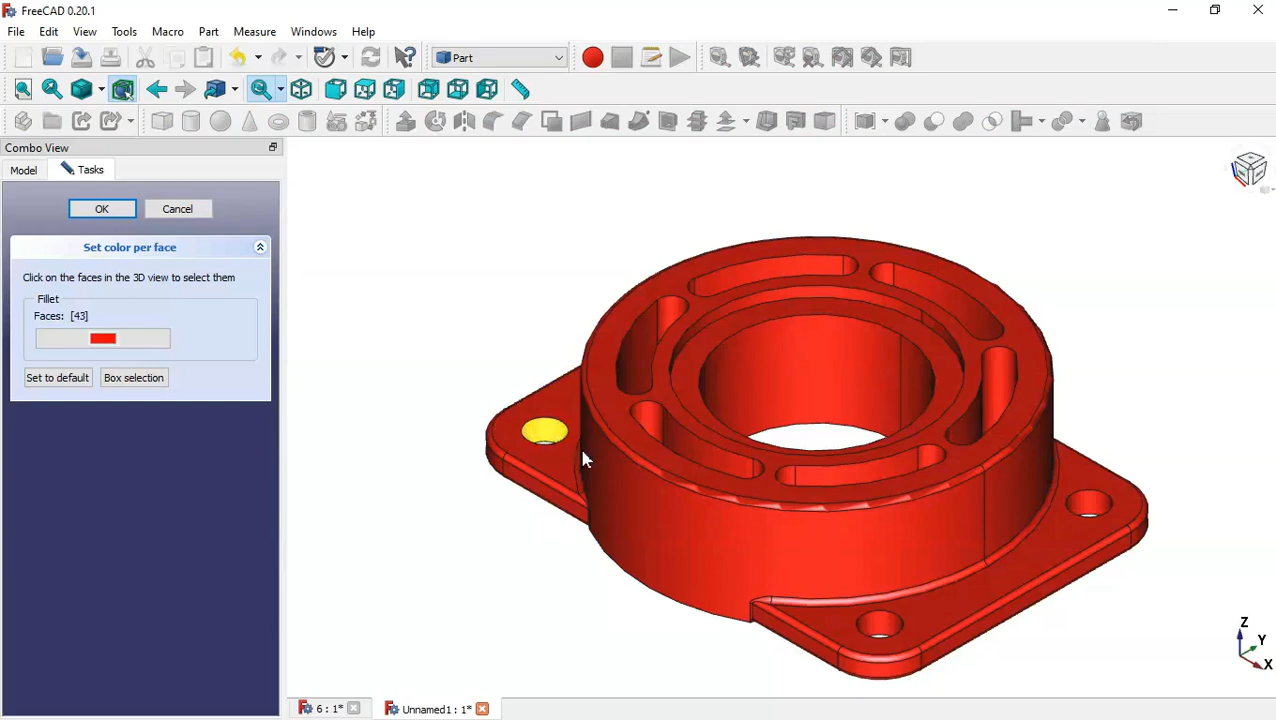 FreeCAD 0.20.1
File Edit View Tools Macro Part Measure Windows Help
Part
Combo View
Model Tasks
OK Cancel
Set color per face
Click on the faces in the 3D view to select them
Fillet
Faces: [43]
Set to default Box selection
Z
Y
X
6 : 1* Unnamed1 : 1*